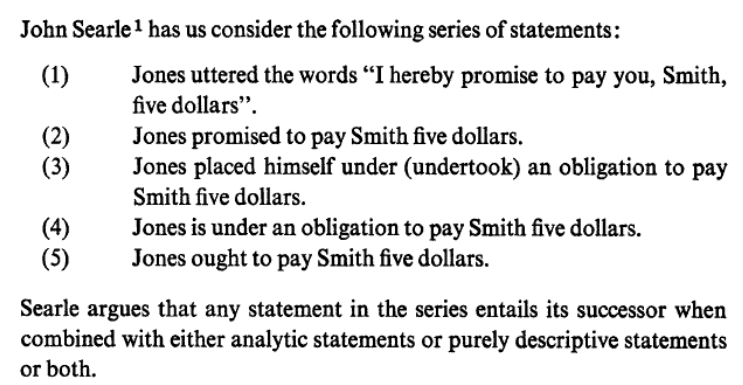 John Searle¹ has us consider the following series of statements:
(1) Jones uttered the words “I hereby promise to pay you, Smith,
five dollars”.
(2) Jones promised to pay Smith five dollars.
(3) Jones placed himself under (undertook) an obligation to pay
Smith five dollars.
(4) Jones is under an obligation to pay Smith five dollars.
(5) Jones ought to pay Smith five dollars.
Searle argues that any statement in the series entails its successor when
combined with either analytic statements or purely descriptive statements
or both.